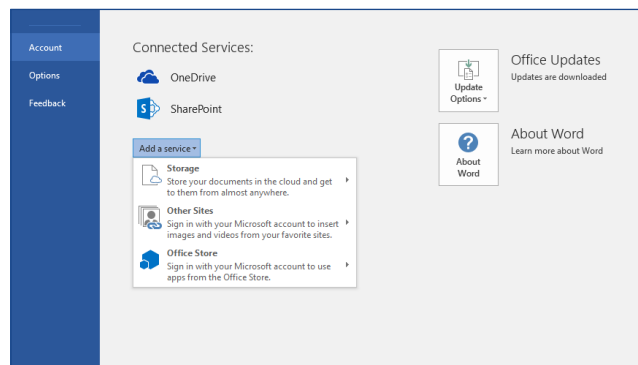 Account
Options
Feedback
Connected Services:
OneDrive
SharePoint
Add a service
Storage
Store your documents in the cloud and get
to them from almost anywhere.
Other Sites
Sign in with your Microsoft account to insert
images and videos from your favorite sites.
Office Store
Sign in with your Microsoft account to use
apps from the Office Store.
Update
Options
Office Updates
Updates are downloaded
About
Word
About Word
Learn more about Word